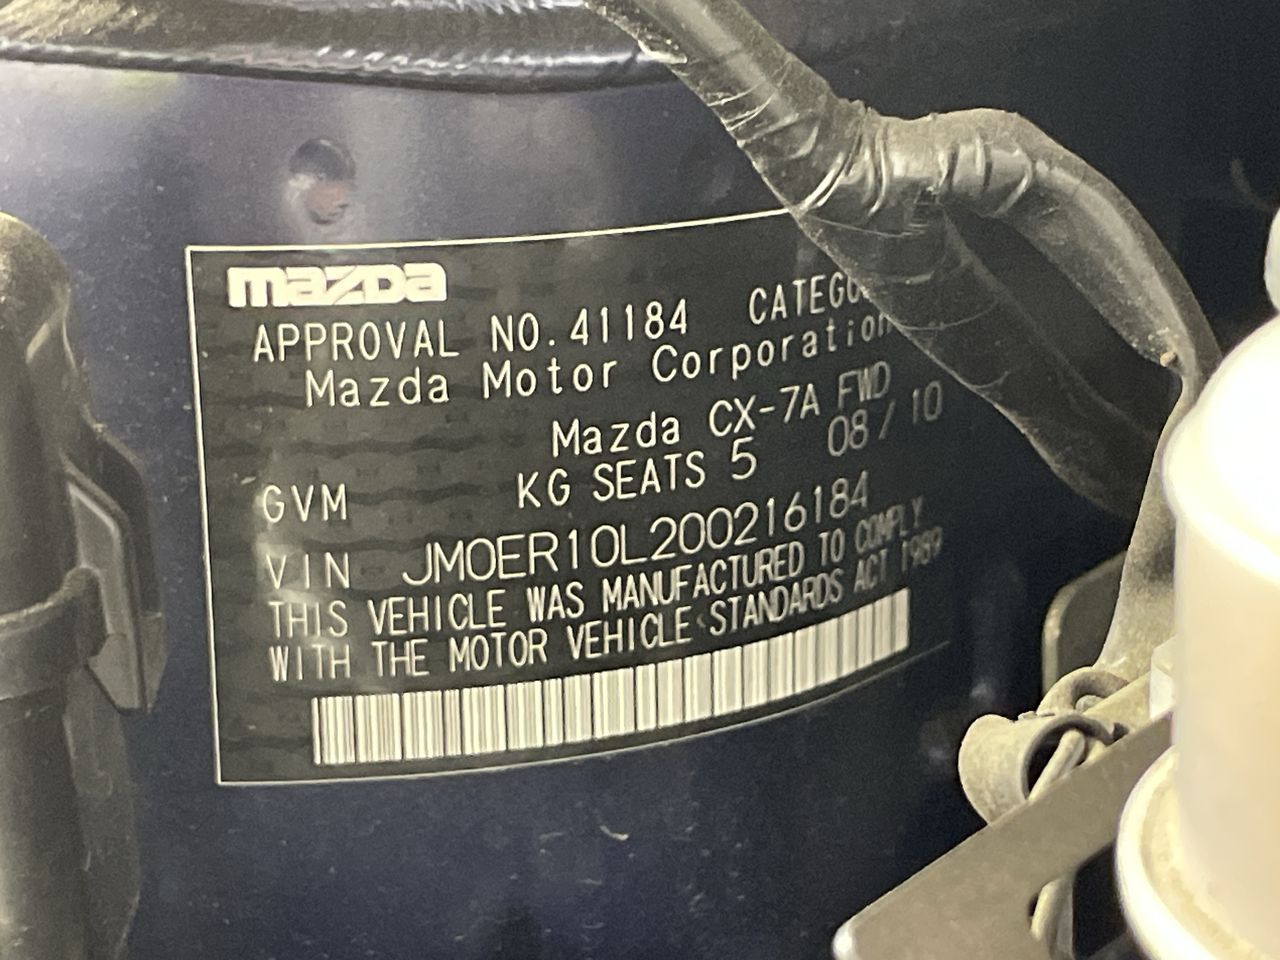 mazda
APPROVAL NO. 41184
Mazda Motor Corporation
Mazda CX-7A FWD
08 / 10
GVM KG SEATS 5
VIN JM0ER10L200216184
THIS VEHICLE WAS MANUFACTURED TO COMPLY
WITH THE MOTOR VEHICLE STANDARDS ACT 1989